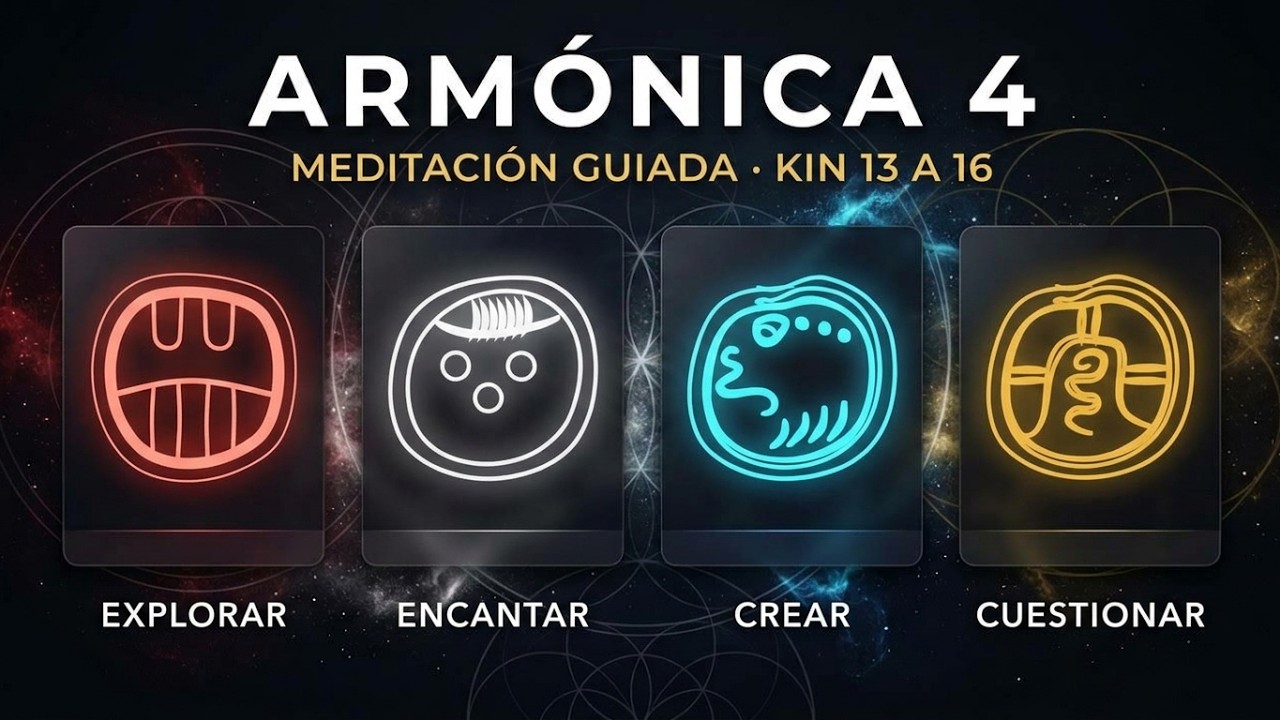 ARMÓNICA 4
MEDITACIÓN GUIADA · KIN 13 A 16
EXPLORAR
ENCANTAR
CREAR
CUESTIONAR